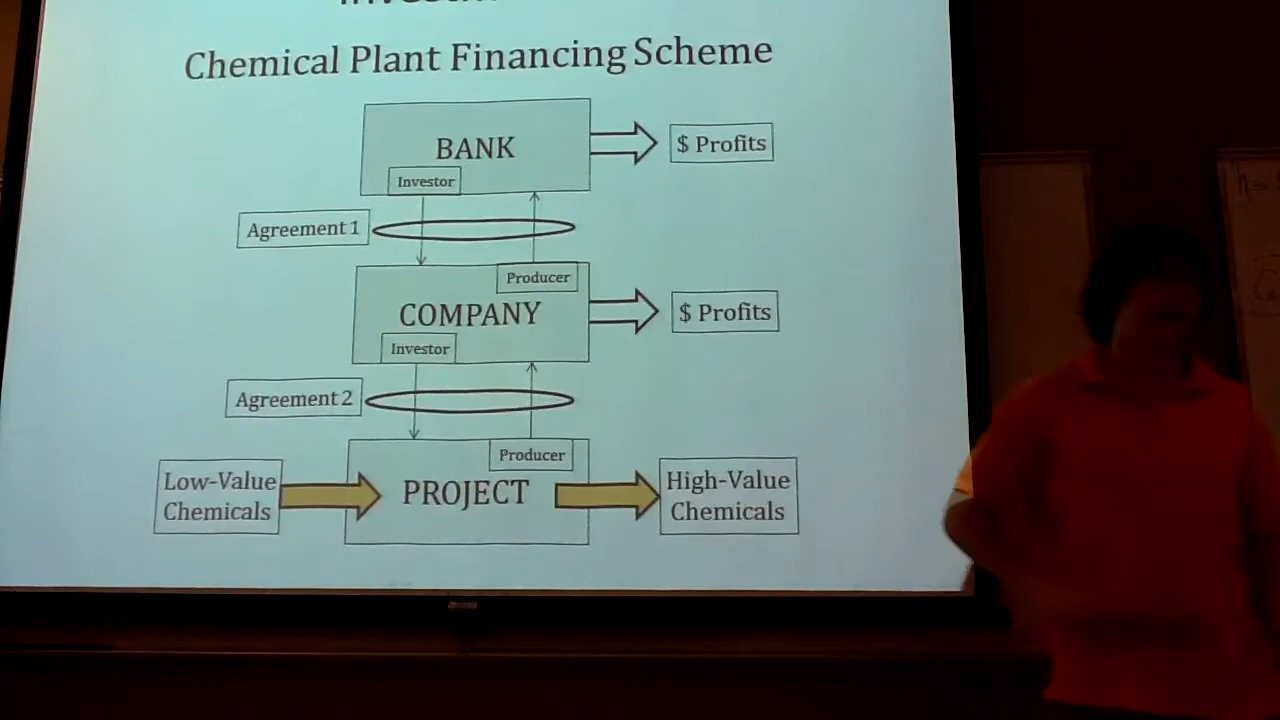 Chemical Plant Financing Scheme
BANK
$ Profits
Investor
Agreement 1
Producer
COMPANY
$ Profits
Investor
Agreement 2
Producer
Low-Value
Chemicals
PROJECT
High-Value
Chemicals